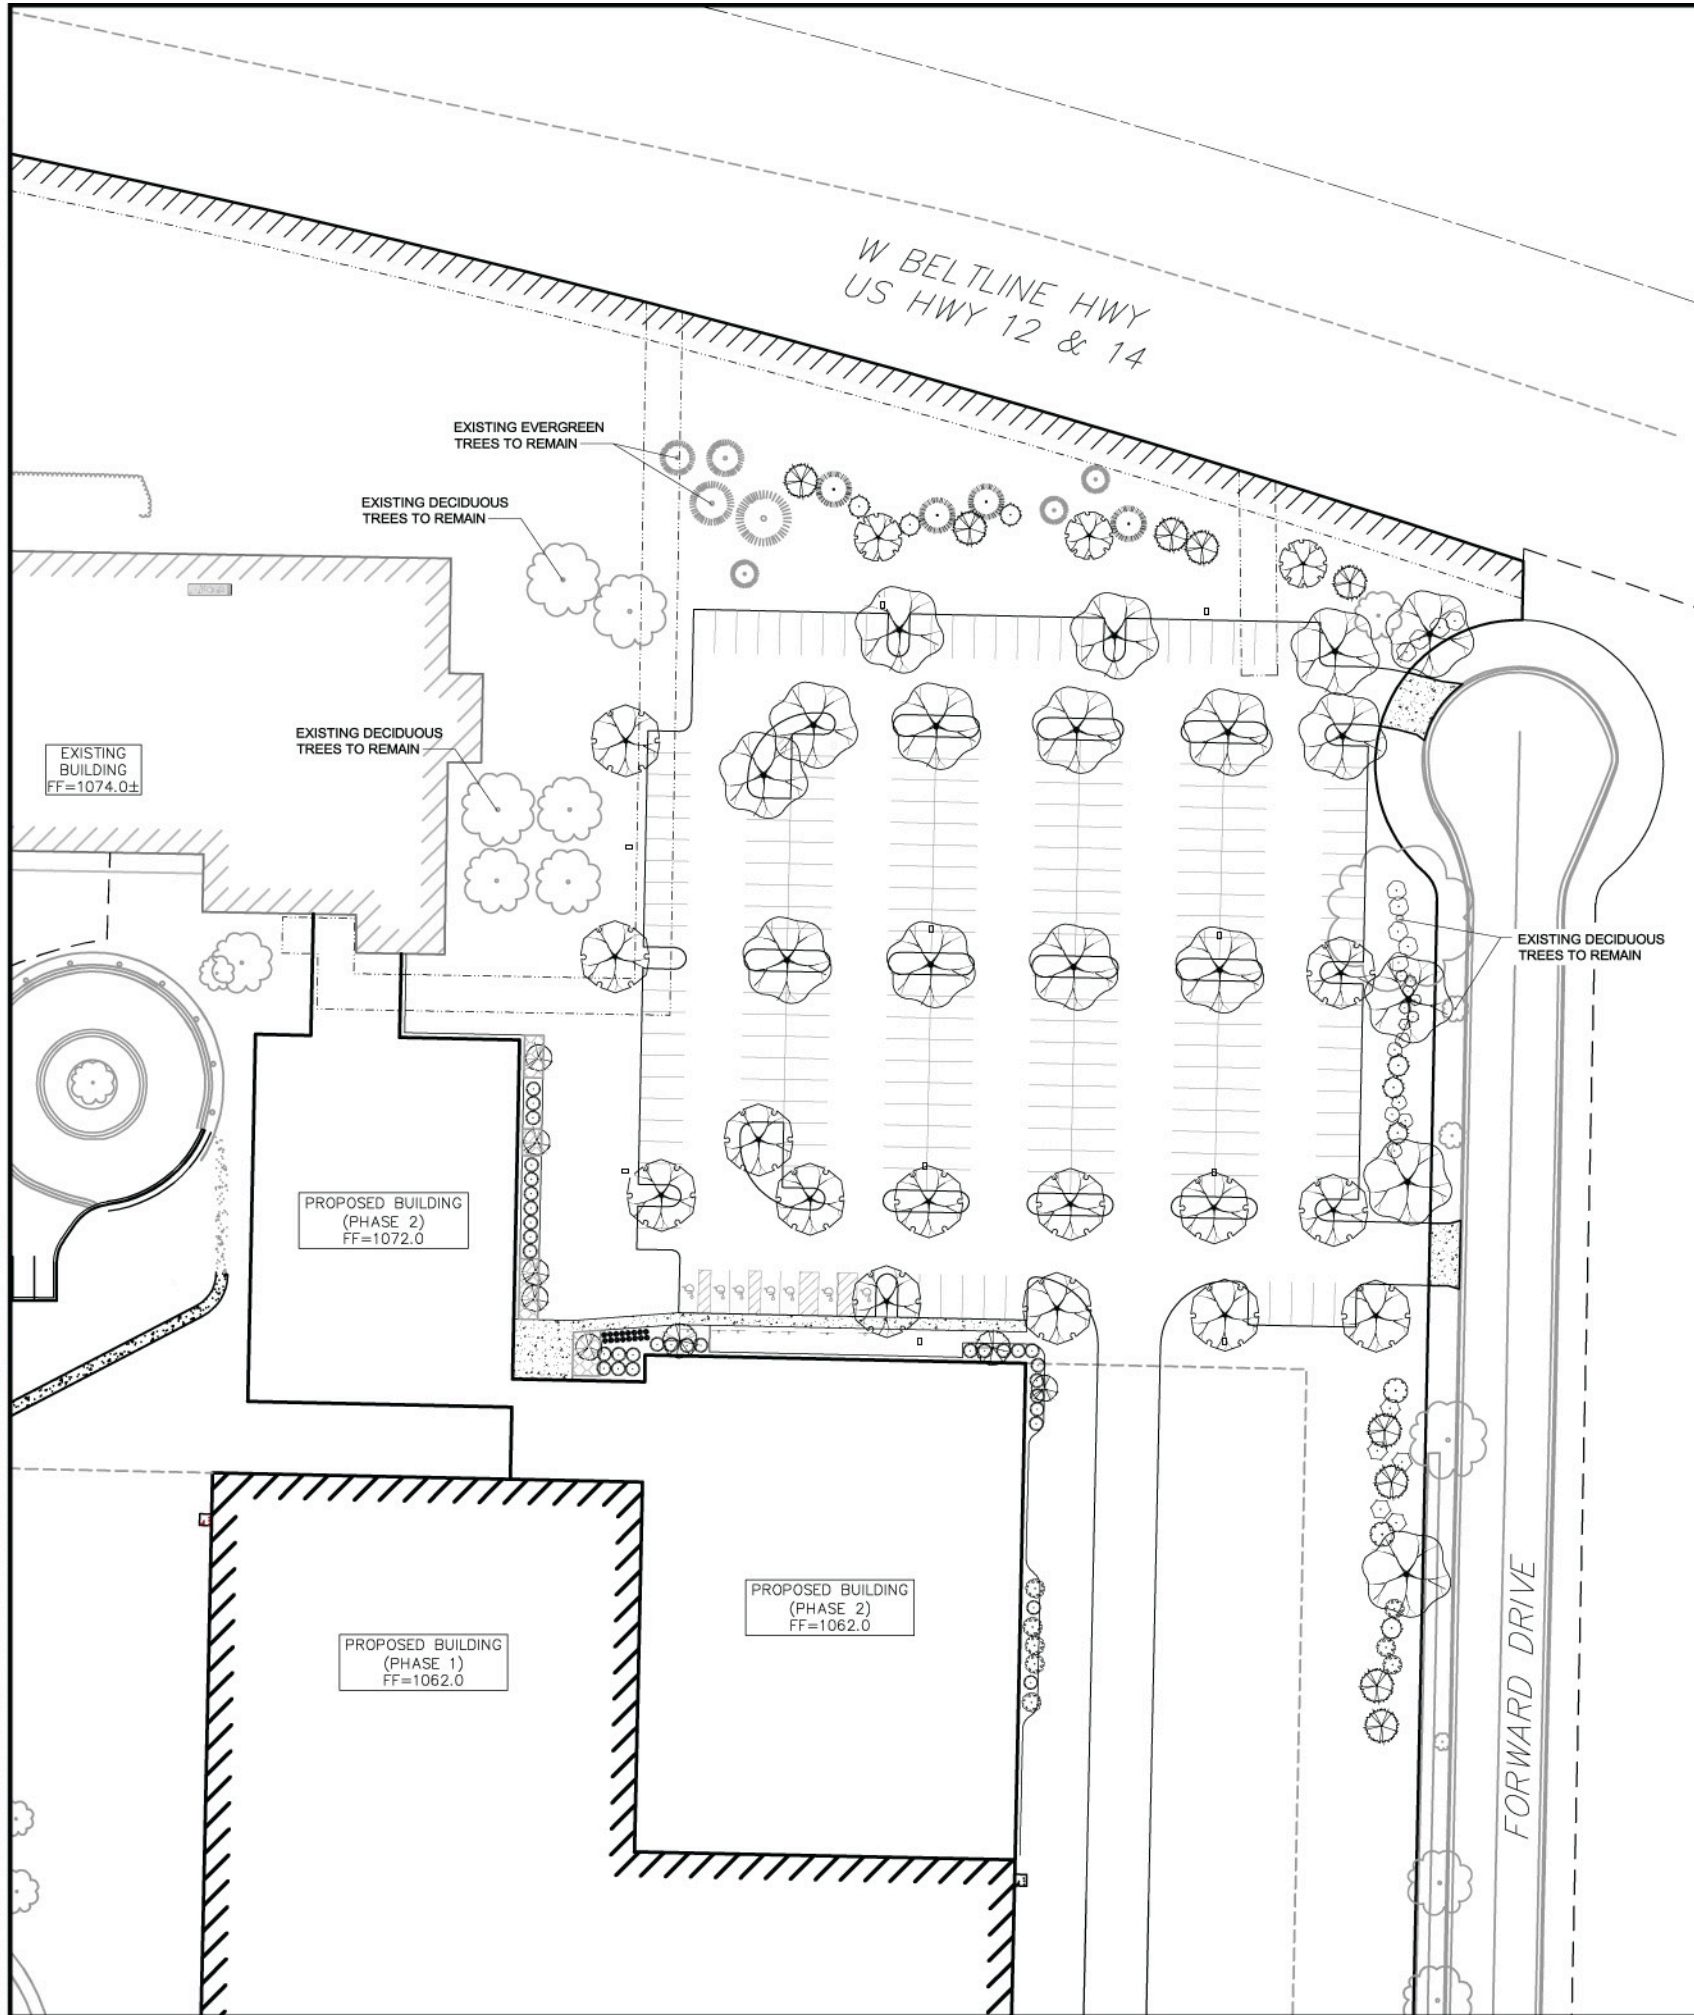 W BELTLINE HWY
US HWY 12 & 14
EXISTING EVERGREEN
TREES TO REMAIN
EXISTING DECIDUOUS
TREES TO REMAIN
EXISTING DECIDUOUS
TREES TO REMAIN
EXISTING
BUILDING
FF=1074.0±
EXISTING DECIDUOUS
TREES TO REMAIN
PROPOSED BUILDING
(PHASE 2)
FF=1072.0
PROPOSED BUILDING
(PHASE 2)
FF=1062.0
PROPOSED BUILDING
(PHASE 1)
FF=1062.0
FORWARD DRIVE